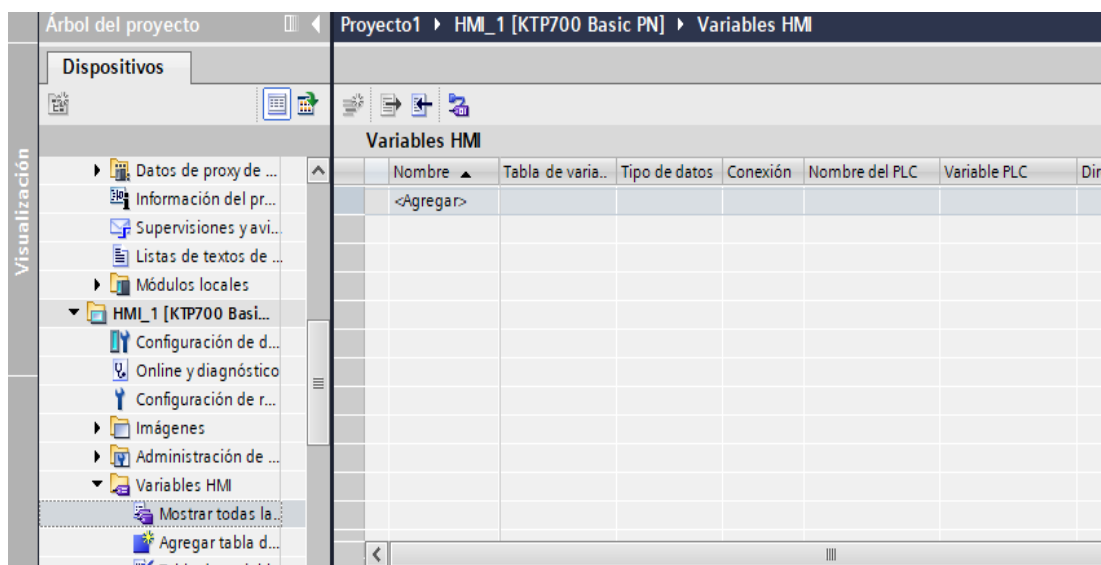 Árbol del proyecto
Proyecto1 HMI_1 [KTP700 Basic PN] Variables HMI
Dispositivos
Visualización
Variables HMI
Nombre Tabla de varia.. Tipo de datos Conexión Nombre del PLC Variable PLC Dir
<Agregar>
Datos de proxy de ...
Información del pr...
Supervisiones y avi...
Listas de textos de ...
Módulos locales
HMI_1 [KTP700 Basi...
Configuración de d...
Online y diagnóstico
Configuración de r...
Imágenes
Administración de ...
Variables HMI
Mostrar todas la..
Agregar tabla d...